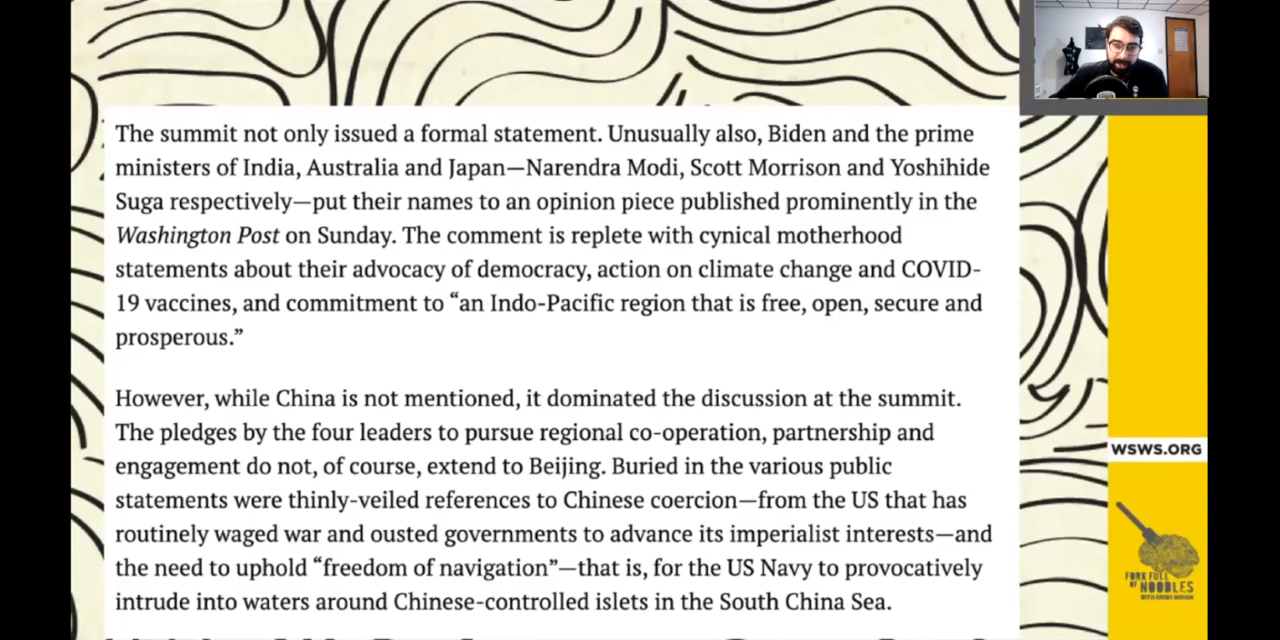 The summit not only issued a formal statement. Unusually also, Biden and the prime
ministers of India, Australia and Japan—Narendra Modi, Scott Morrison and Yoshihide
Suga respectively—put their names to an opinion piece published prominently in the
Washington Post on Sunday. The comment is replete with cynical motherhood
statements about their advocacy of democracy, action on climate change and COVID-
19 vaccines, and commitment to “an Indo-Pacific region that is free, open, secure and
prosperous.”
However, while China is not mentioned, it dominated the discussion at the summit.
The pledges by the four leaders to pursue regional co-operation, partnership and
engagement do not, of course, extend to Beijing. Buried in the various public
statements were thinly-veiled references to Chinese coercion—from the US that has
routinely waged war and ousted governments to advance its imperialist interests—and
the need to uphold “freedom of navigation”—that is, for the US Navy to provocatively
intrude into waters around Chinese-controlled islets in the South China Sea.
WSWS.ORG
FORK FULL
OF NOODLES
WITH KRISH MOHAN